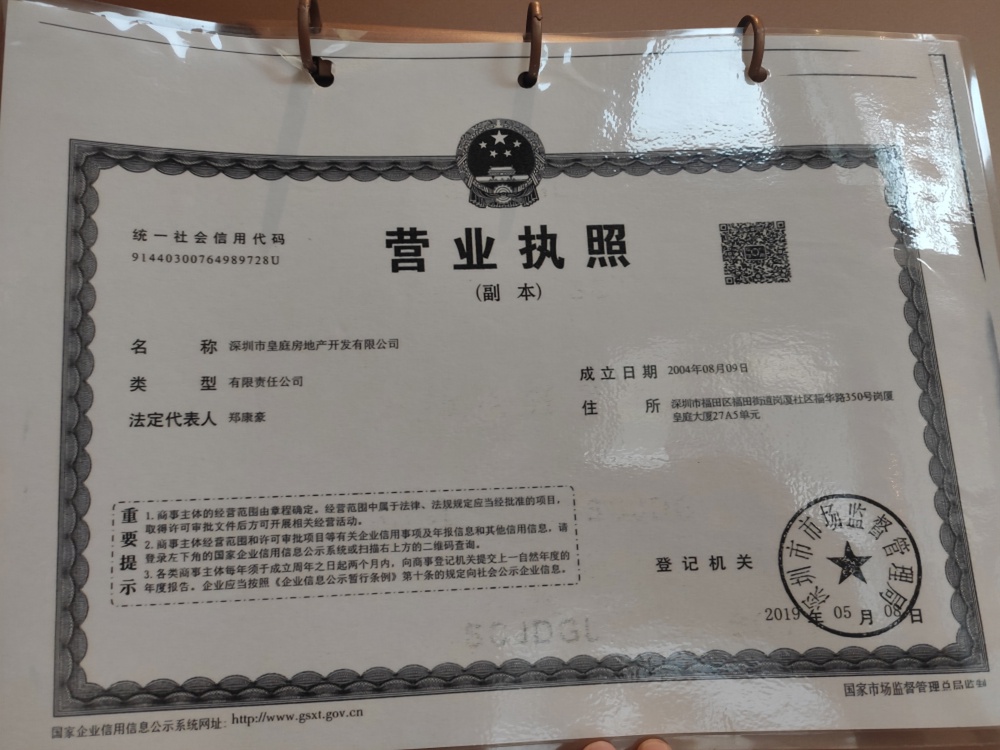 统一社会信用代码
91440300764989728U
营业执照
(副 本)
名 称 深圳市皇庭房地产开发有限公司
类 型 有限责任公司
法定代表人 郑康豪
成立日期 2004年08月09日
住 所 深圳市福田区福田街道岗厦社区福华路350号岗厦
皇庭大厦27A5单元
重要提示
1. 商事主体的经营范围由章程确定。经营范围中属于法律、法规规定应当经批准的项目,
取得许可审批文件后方可开展相关经营活动。
2. 商事主体经营范围和许可审批项目等有关企业信用事项及年报信息和其他信用信息,请
登录左下角的国家企业信用信息公示系统或扫描右上方的二维码查询。
3. 各类商事主体每年须于成立周年之日起两个月内,向商事登记机关提交上一自然年度的
年度报告。企业应当按照《企业信息公示暂行条例》第十条的规定向社会公示企业信息。
登记机关
深圳市市场监督管理局
2019 年 05 月 08 日
SCJDGL
国家企业信用信息公示系统网址: http://www.gsxt.gov.cn
国家市场监督管理总局监制